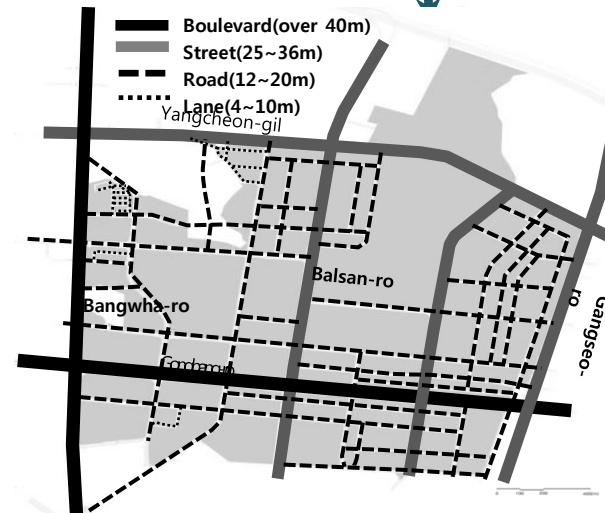 Boulevard(over 40m)
Street(25~36m)
Road(12~20m)
Lane(4~10m)
Yangcheon-gil
Balsan-ro
Bangwha-ro
Gangseo-
ro